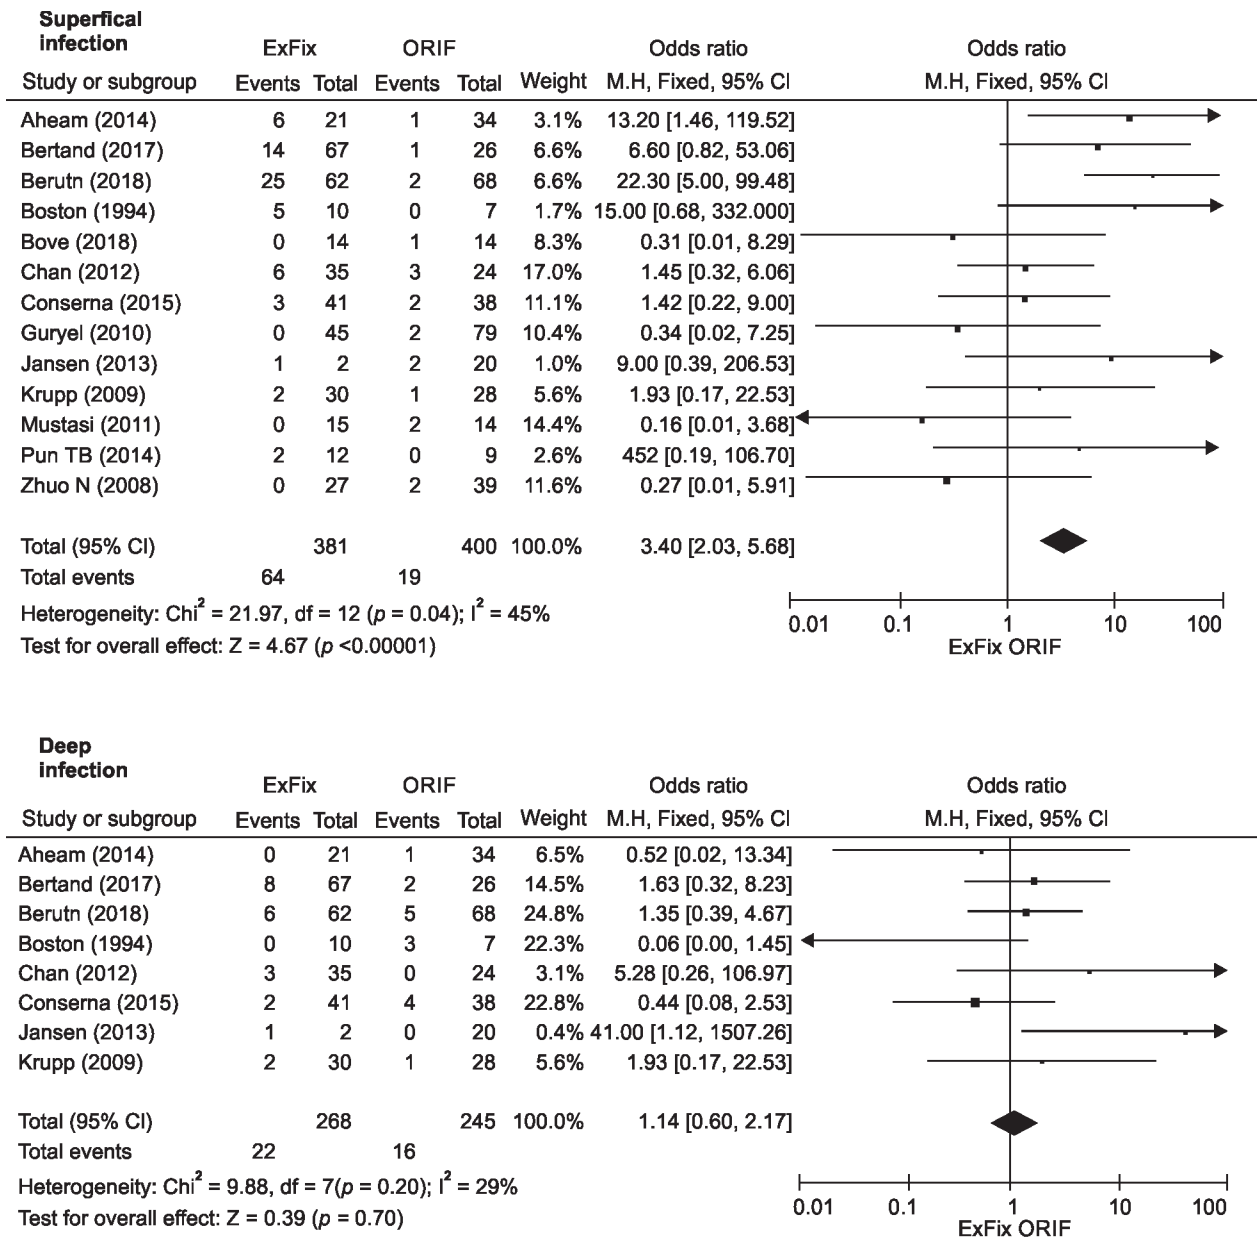 Superfical
infection
ExFix ORIF Odds ratio Odds ratio
Study or subgroup Events Total Events Total Weight M.H, Fixed, 95% CI M.H, Fixed, 95% CI
Aheam (2014) 6 21 1 34 3.1% 13.20 [1.46, 119.52]
Bertand (2017) 14 67 1 26 6.6% 6.60 [0.82, 53.06]
Berutn (2018) 25 62 2 68 6.6% 22.30 [5.00, 99.48]
Boston (1994) 5 10 0 7 1.7% 15.00 [0.68, 332.000]
Bove (2018) 0 14 1 14 8.3% 0.31 [0.01, 8.29]
Chan (2012) 6 35 3 24 17.0% 1.45 [0.32, 6.06]
Conserna (2015) 3 41 2 38 11.1% 1.42 [0.22, 9.00]
Guryel (2010) 0 45 2 79 10.4% 0.34 [0.02, 7.25]
Jansen (2013) 1 2 2 20 1.0% 9.00 [0.39, 206.53]
Krupp (2009) 2 30 1 28 5.6% 1.93 [0.17, 22.53]
Mustasi (2011) 0 15 2 14 14.4% 0.16 [0.01, 3.68]
Pun TB (2014) 2 12 0 9 2.6% 452 [0.19, 106.70]
Zhuo N (2008) 0 27 2 39 11.6% 0.27 [0.01, 5.91]
Total (95% CI) 381 400 100.0% 3.40 [2.03, 5.68]
Total events 64 19
Heterogeneity: Chi² = 21.97, df = 12 (p = 0.04); I² = 45%
Test for overall effect: Z = 4.67 (p <0.00001)
0.01 0.1 1 10 100
ExFix ORIF
Deep
infection
ExFix ORIF Odds ratio Odds ratio
Study or subgroup Events Total Events Total Weight M.H, Fixed, 95% CI M.H, Fixed, 95% CI
Aheam (2014) 0 21 1 34 6.5% 0.52 [0.02, 13.34]
Bertand (2017) 8 67 2 26 14.5% 1.63 [0.32, 8.23]
Berutn (2018) 6 62 5 68 24.8% 1.35 [0.39, 4.67]
Boston (1994) 0 10 3 7 22.3% 0.06 [0.00, 1.45]
Chan (2012) 3 35 0 24 3.1% 5.28 [0.26, 106.97]
Conserna (2015) 2 41 4 38 22.8% 0.44 [0.08, 2.53]
Jansen (2013) 1 2 0 20 0.4% 41.00 [1.12, 1507.26]
Krupp (2009) 2 30 1 28 5.6% 1.93 [0.17, 22.53]
Total (95% CI) 268 245 100.0% 1.14 [0.60, 2.17]
Total events 22 16
Heterogeneity: Chi² = 9.88, df = 7(p = 0.20); I² = 29%
Test for overall effect: Z = 0.39 (p = 0.70)
0.01 0.1 1 10 100
ExFix ORIF